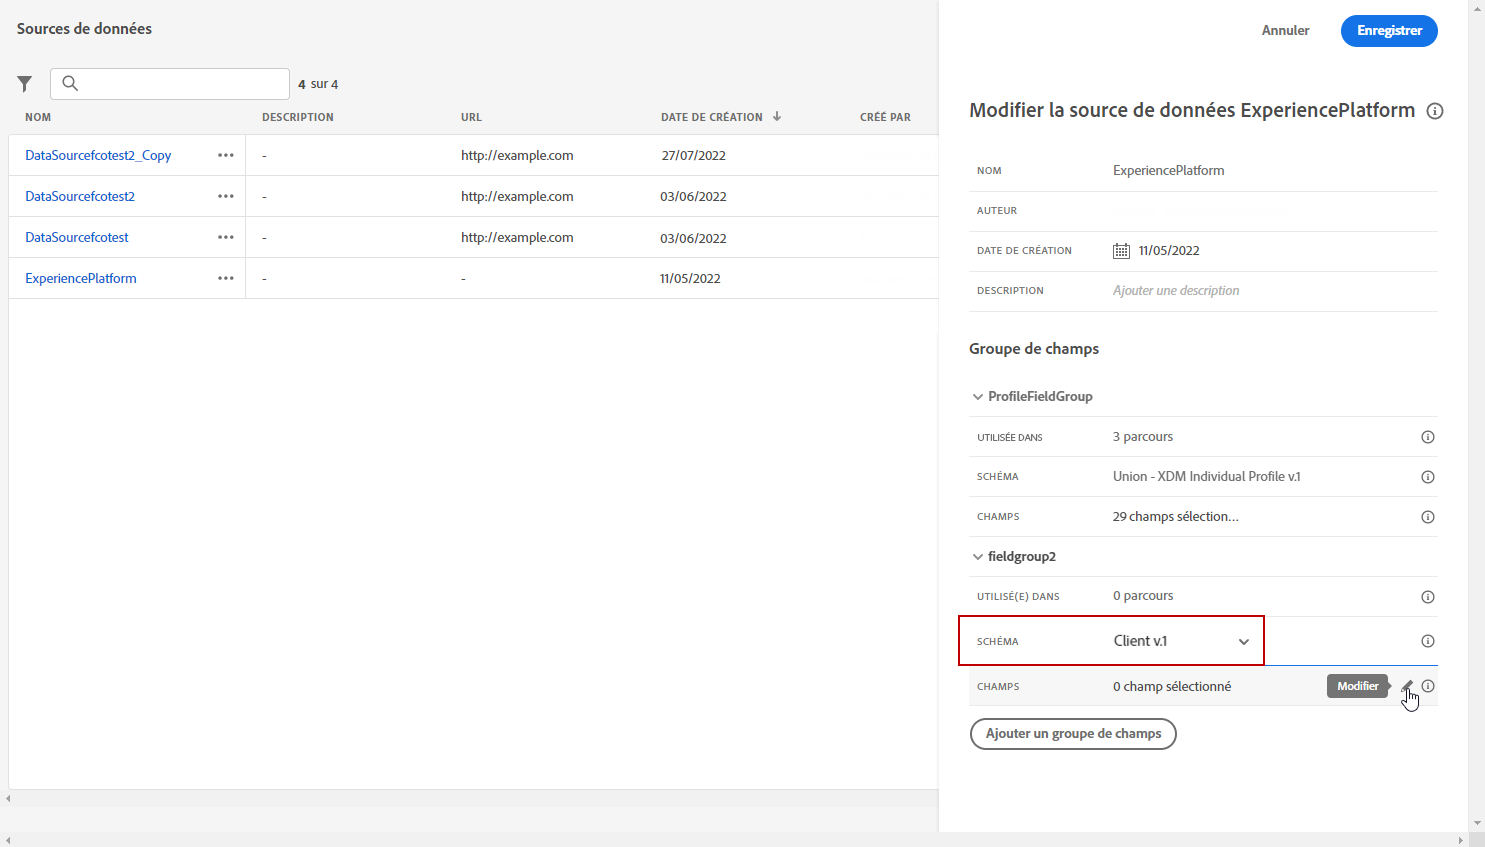 Sources de données
4 sur 4
NOM DESCRIPTION URL DATE DE CRÉATION CRÉÉ PAR
DataSourcefcotest2_Copy - http://example.com 27/07/2022
DataSourcefcotest2 - http://example.com 03/06/2022
DataSourcefcotest - http://example.com 03/06/2022
ExperiencePlatform - - 11/05/2022
Annuler Enregistrer
Modifier la source de données ExperiencePlatform
NOM ExperiencePlatform
AUTEUR
DATE DE CRÉATION 11/05/2022
DESCRIPTION Ajouter une description
Groupe de champs
ProfileFieldGroup
UTILISÉE DANS 3 parcours
SCHÉMA Union - XDM Individual Profile v.1
CHAMPS 29 champs sélection...
fieldgroup2
UTILISÉ(E) DANS 0 parcours
SCHÉMA Client v.1
CHAMPS 0 champ sélectionné Modifier
Ajouter un groupe de champs